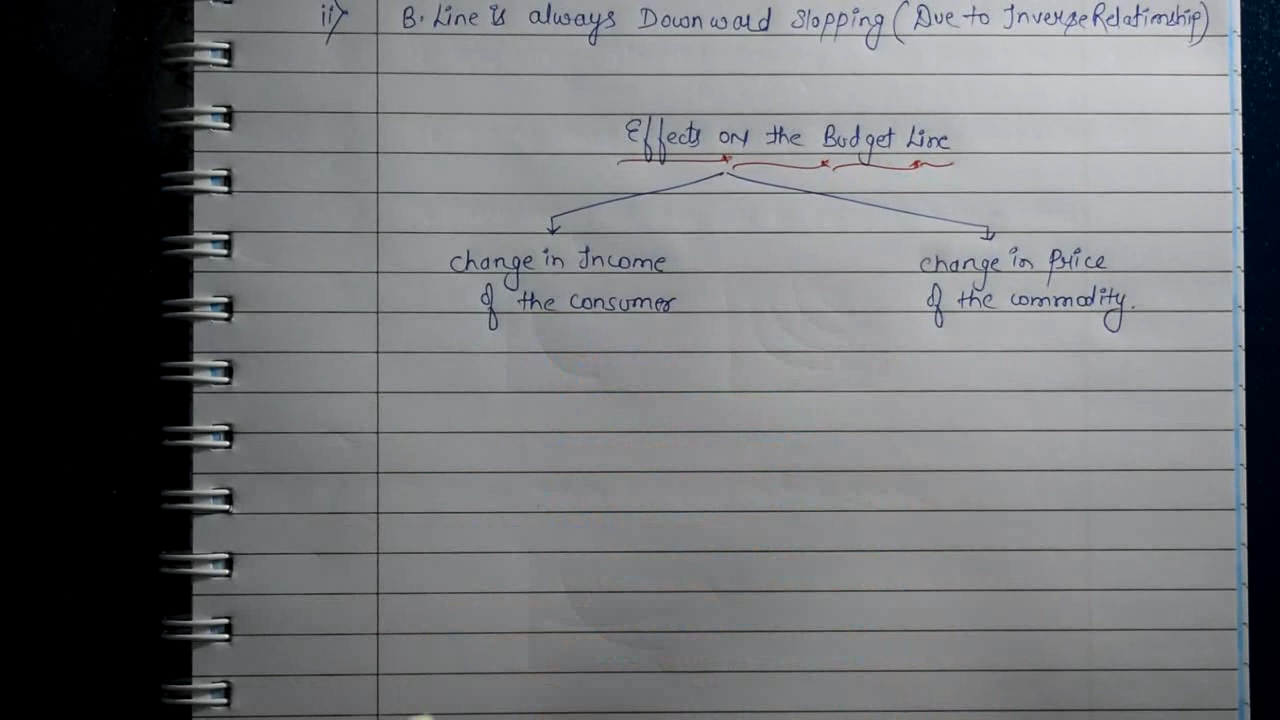 ii) B. Line is always Downward Slopping (Due to Inverse Relationship)
Effects on the Budget Line
change in Income
of the consumer
change in Price
of the commodity.